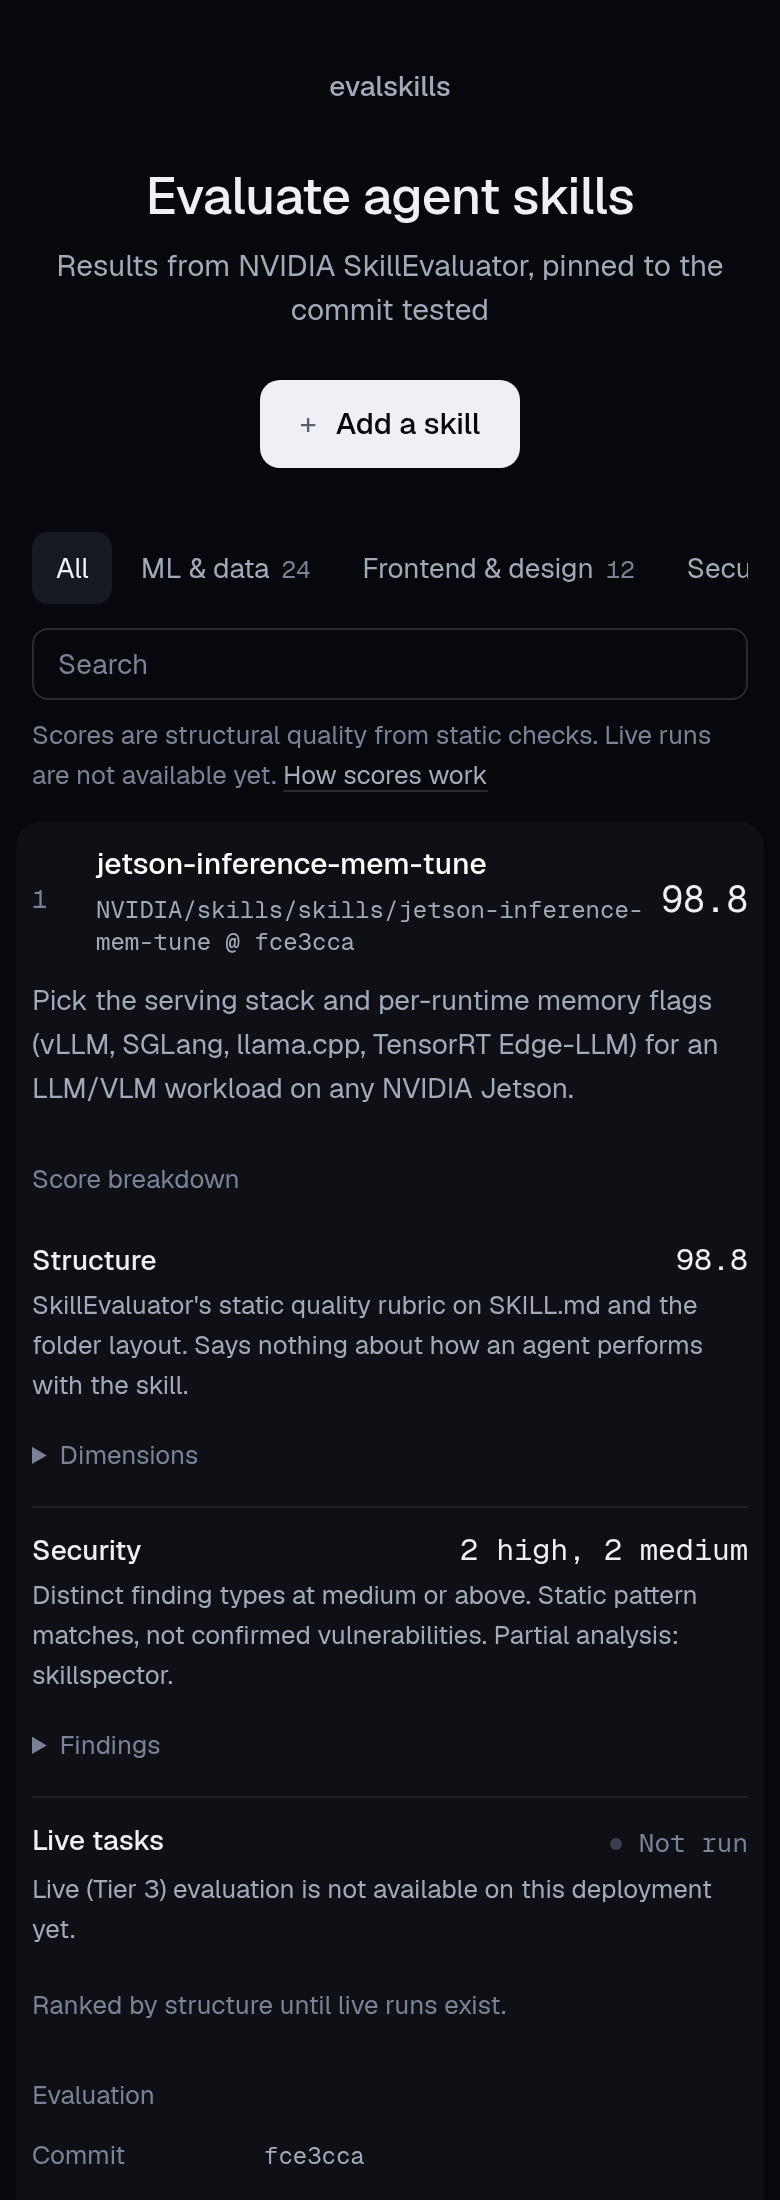 evalskills
Evaluate agent skills
Results from NVIDIA SkillEvaluator, pinned to the
commit tested
+ Add a skill
All ML & data 24 Frontend & design 12 Secu
Search
Scores are structural quality from static checks. Live runs
are not available yet. How scores work
jetson-inference-mem-tune
1 NVIDIA/skills/skills/jetson-inference- 98.8
mem-tune @ fce3cca
Pick the serving stack and per-runtime memory flags
(vLLM, SGLang, llama.cpp, TensorRT Edge-LLM) for an
LLM/VLM workload on any NVIDIA Jetson.
Score breakdown
Structure 98.8
SkillEvaluator's static quality rubric on SKILL.md and the
folder layout. Says nothing about how an agent performs
with the skill.
Dimensions
Security 2 high, 2 medium
Distinct finding types at medium or above. Static pattern
matches, not confirmed vulnerabilities. Partial analysis:
skillspector.
Findings
Live tasks Not run
Live (Tier 3) evaluation is not available on this deployment
yet.
Ranked by structure until live runs exist.
Evaluation
Commit fce3cca